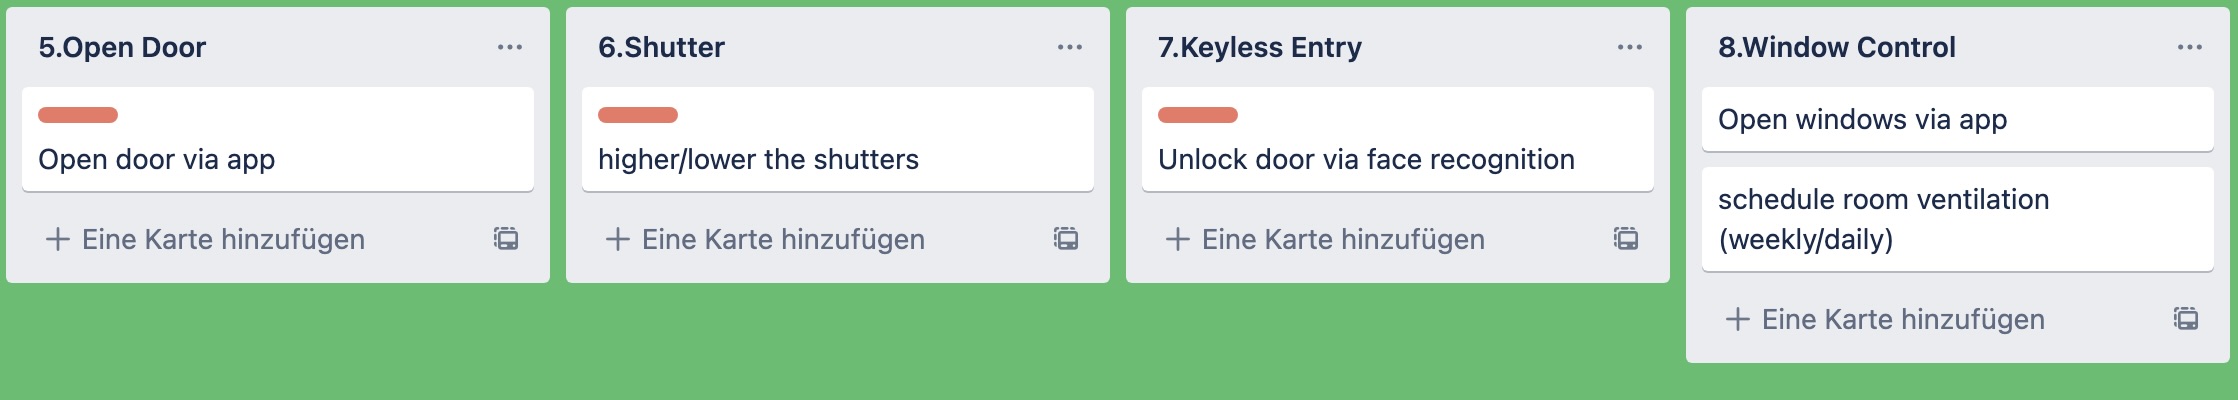 5.Open Door
Open door via app
Eine Karte hinzufügen
6.Shutter
higher/lower the shutters
Eine Karte hinzufügen
7.Keyless Entry
Unlock door via face recognition
Eine Karte hinzufügen
8.Window Control
Open windows via app
schedule room ventilation
(weekly/daily)
Eine Karte hinzufügen